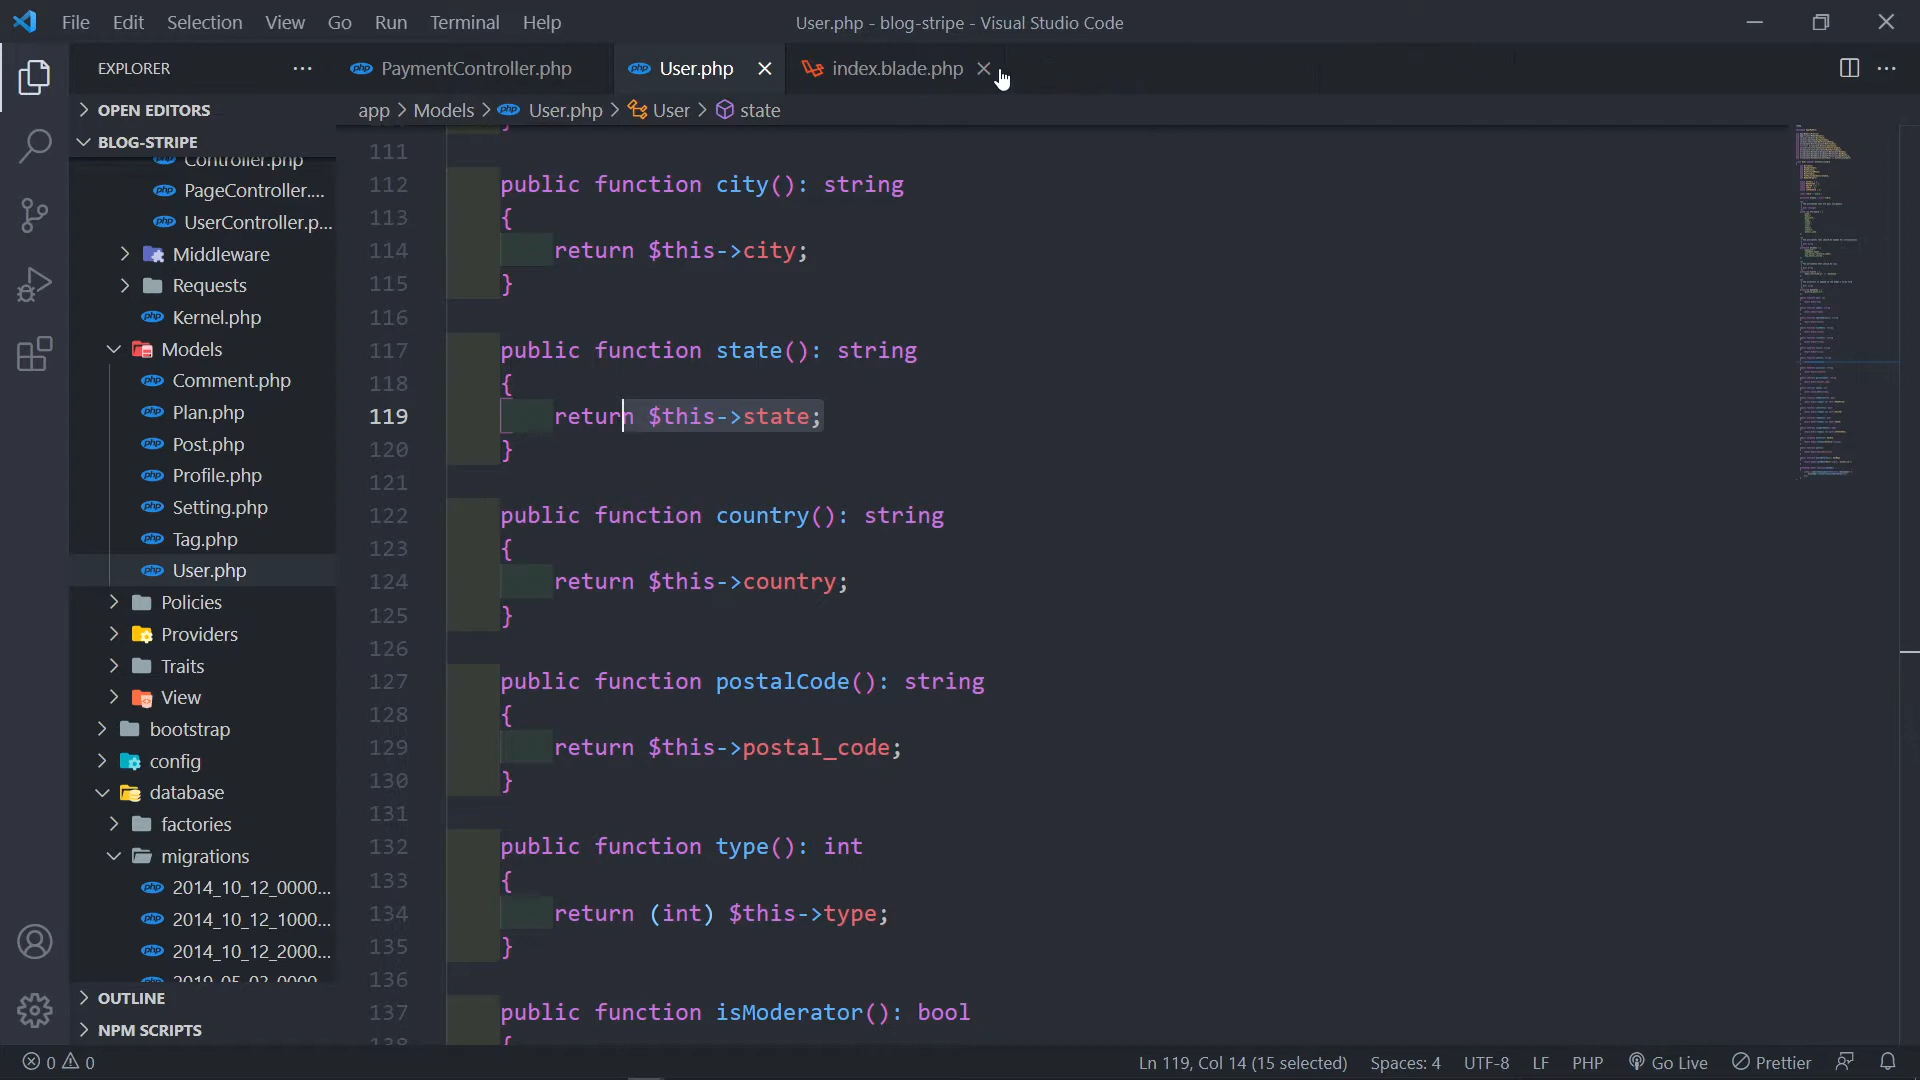 File Edit Selection View Go Run Terminal Help
User.php - blog-stripe - Visual Studio Code
EXPLORER
PaymentController.php
User.php
index.blade.php
OPEN EDITORS
app > Models > User.php > User > state
BLOG-STRIPE
Controller.php
PageController....
UserController.p...
Middleware
Requests
Kernel.php
Models
Comment.php
Plan.php
Post.php
Profile.php
Setting.php
Tag.php
User.php
Policies
Providers
Traits
View
bootstrap
config
database
factories
migrations
2014_10_12_0000...
2014_10_12_1000...
2014_10_12_2000...
2019_05_03_0000
OUTLINE
NPM SCRIPTS
111
112 public function city(): string
113 {
114 return $this->city;
115 }
116
117 public function state(): string
118 {
119 return $this->state;
120 }
121
122 public function country(): string
123 {
124 return $this->country;
125 }
126
127 public function postalCode(): string
128 {
129 return $this->postal_code;
130 }
131
132 public function type(): int
133 {
134 return (int) $this->type;
135 }
136
137 public function isModerator(): bool
138 {
0 0
Ln 119, Col 14 (15 selected) Spaces: 4 UTF-8 LF PHP Go Live Prettier